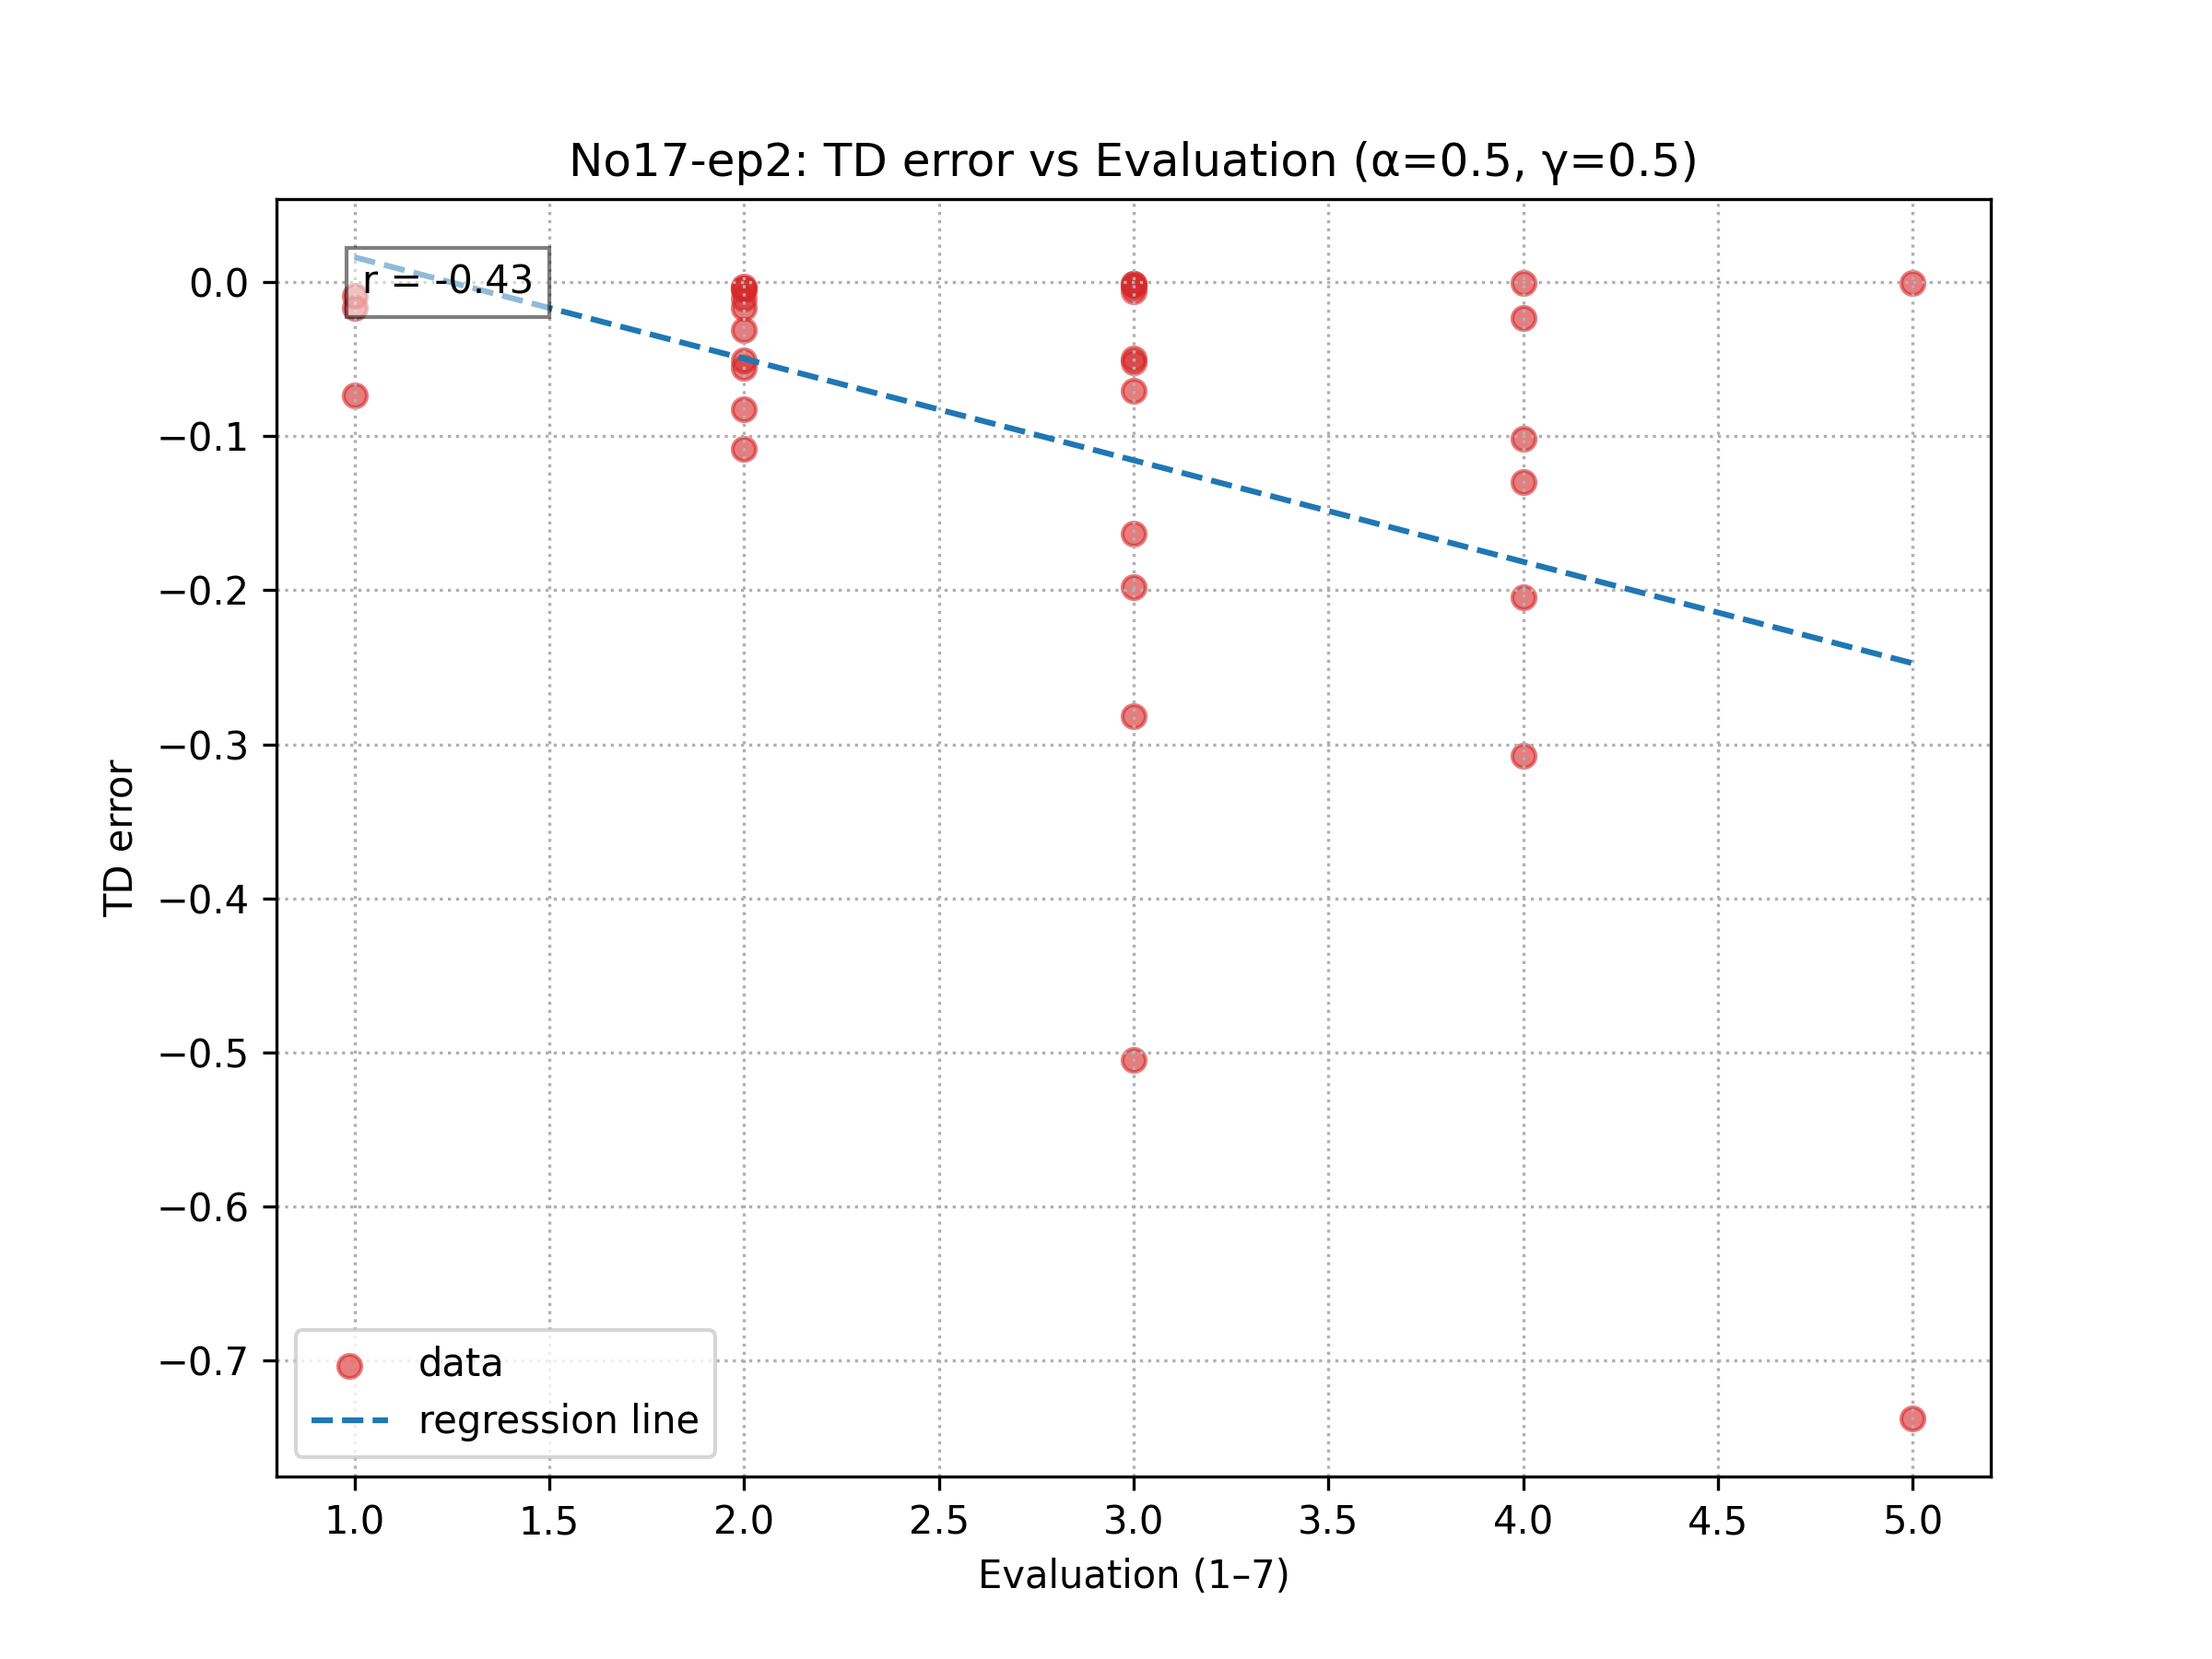 No17-ep2: TD error vs Evaluation (α=0.5, γ=0.5)
r = -0.43
0.0
−0.1
−0.2
−0.3
−0.4
−0.5
−0.6
−0.7
TD error
data
regression line
1.0 1.5 2.0 2.5 3.0 3.5 4.0 4.5 5.0
Evaluation (1–7)